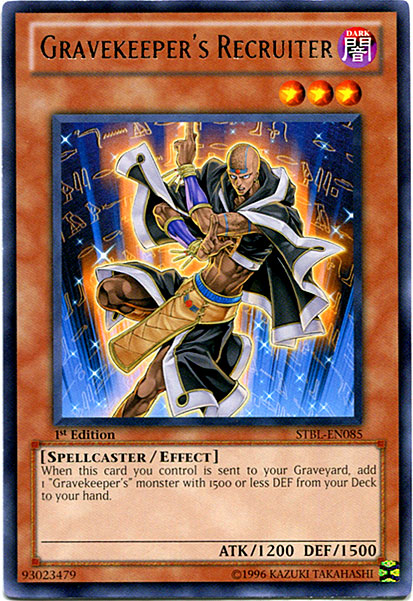 GRAVEKEEPER'S RECRUITER
DARK
闇
1st Edition
STBL-EN085
[SPELLCASTER / EFFECT]
When this card you control is sent to your Graveyard, add
1 "Gravekeeper's" monster with 1500 or less DEF from your Deck
to your hand.
ATK/1200 DEF/1500
93023479
©1996 KAZUKI TAKAHASHI